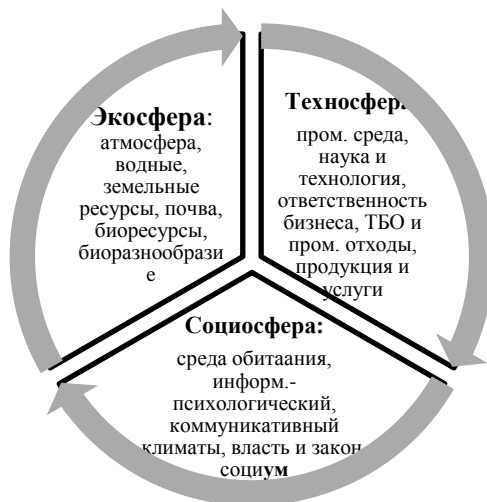 Экосфера:
атмосфера,
водные,
земельные
ресурсы, почва,
биоресурсы,
биоразнообрази
е
Техносфера:
пром. среда,
наука и
технология,
ответственность
бизнеса, ТБО и
пром. отходы,
продукция и
услуги
Социосфера:
среда обитаания,
информ.-
психологический,
коммуникативный
климаты, власть и закон,
социум